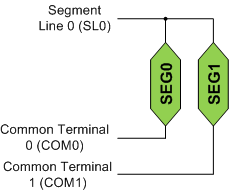 Segment
Line 0 (SL0)
SEG0
SEG1
Common Terminal
0 (COM0)
Common Terminal
1 (COM1)